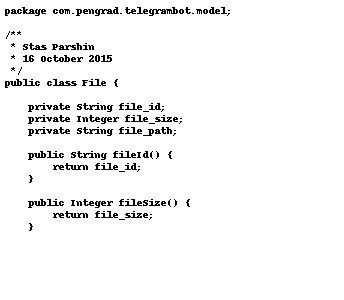 package com.pengrad.telegrambot.model;

/**
 * Stas Parshin
 * 16 October 2015
 */
public class File {

    private String file_id;
    private Integer file_size;
    private String file_path;

    public String fileId() {
        return file_id;
    }

    public Integer fileSize() {
        return file_size;
    }